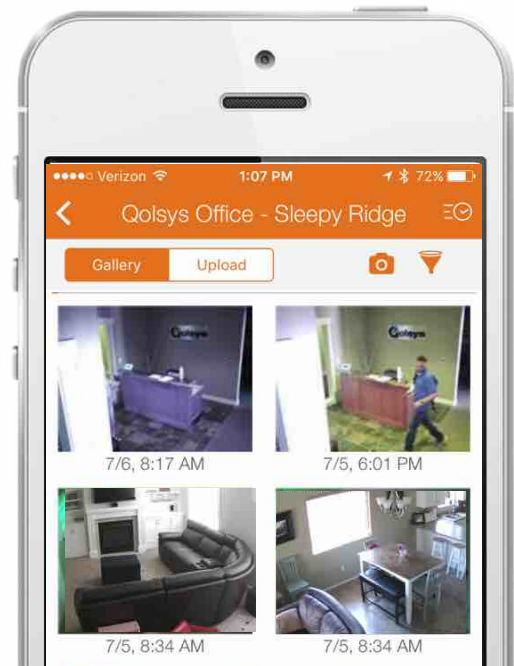 Verizon 1:07 PM 72%
Qolsys Office - Sleepy Ridge
Gallery Upload
Qolsys Qolsys
7/6, 8:17 AM 7/5, 6:01 PM
7/5, 8:34 AM 7/5, 8:34 AM